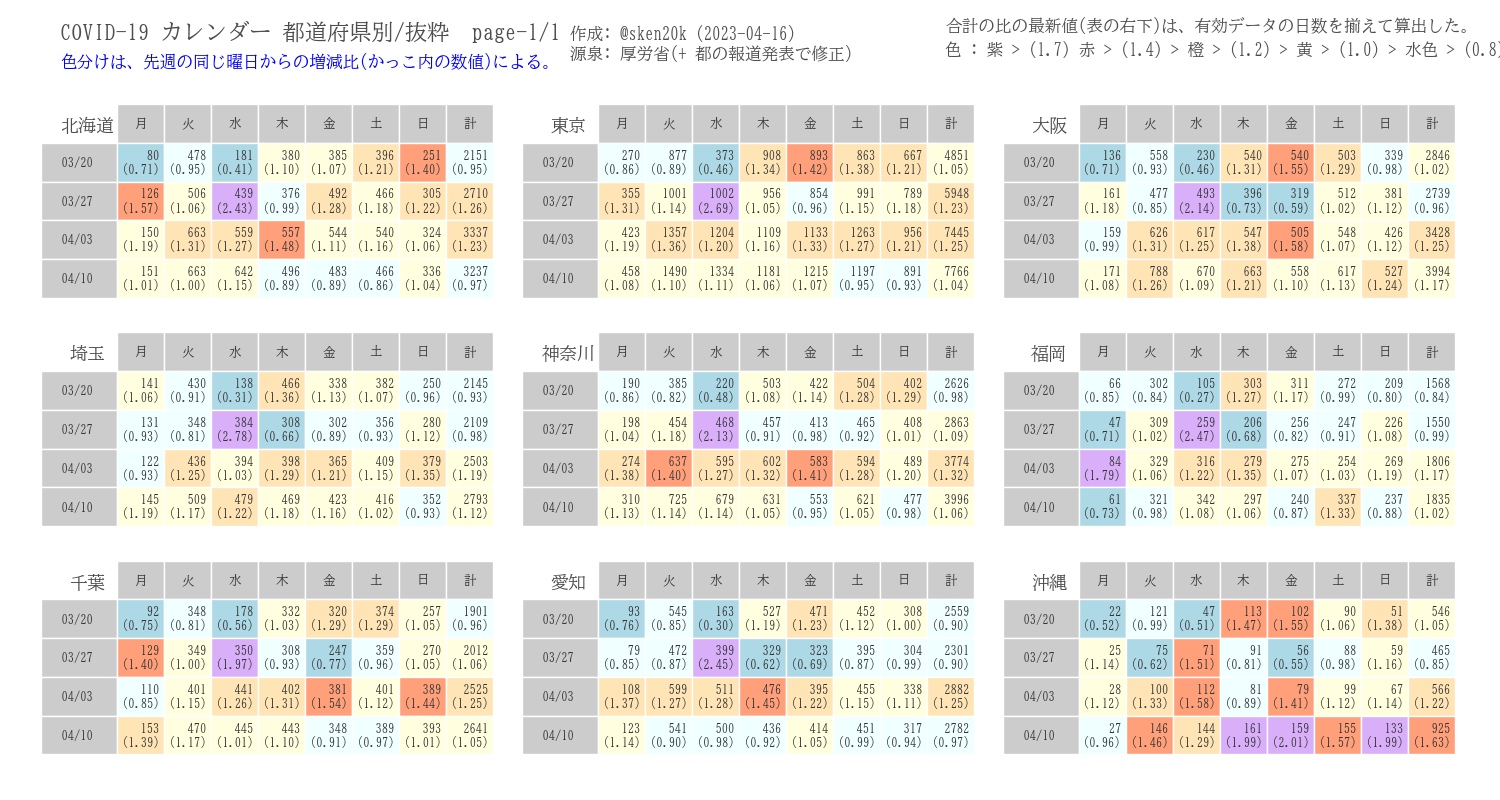 COVID-19 カレンダー 都道府県別/抜粋 page-1/1
作成: @sken20k (2023-04-16)
源泉: 厚労省(+ 都の報道発表で修正)
色分けは、先週の同じ曜日からの増減比(かっこ内の数値)による。
合計の比の最新値(表の右下)は、有効データの日数を揃えて算出した。
色 : 紫 > (1.7) 赤 > (1.4) 橙 > (1.2) 黄 > (1.0) > 水色 > (0.8)
北海道 月 火 水 木 金 土 日 計
03/20 80 478 181 380 385 396 251 2151
(0.71) (0.95) (0.41) (1.10) (1.07) (1.21) (1.40) (0.95)
03/27 126 506 439 376 492 466 305 2710
(1.57) (1.06) (2.43) (0.99) (1.28) (1.18) (1.22) (1.26)
04/03 150 663 559 557 544 540 324 3337
(1.19) (1.31) (1.27) (1.48) (1.11) (1.16) (1.06) (1.23)
04/10 151 663 642 496 483 466 336 3237
(1.01) (1.00) (1.15) (0.89) (0.89) (0.86) (1.04) (0.97)
東京 月 火 水 木 金 土 日 計
03/20 270 877 373 908 893 863 667 4851
(0.86) (0.89) (0.46) (1.34) (1.42) (1.38) (1.21) (1.05)
03/27 355 1001 1002 956 854 991 789 5948
(1.31) (1.14) (2.69) (1.05) (0.96) (1.15) (1.18) (1.23)
04/03 423 1357 1204 1109 1133 1263 956 7445
(1.19) (1.36) (1.20) (1.16) (1.33) (1.27) (1.21) (1.25)
04/10 458 1490 1334 1181 1215 1197 891 7766
(1.08) (1.10) (1.11) (1.06) (1.07) (0.95) (0.93) (1.04)
大阪 月 火 水 木 金 土 日 計
03/20 136 558 230 540 540 503 339 2846
(0.71) (0.93) (0.46) (1.31) (1.55) (1.29) (0.98) (1.02)
03/27 161 477 493 396 319 512 381 2739
(1.18) (0.85) (2.14) (0.73) (0.59) (1.02) (1.12) (0.96)
04/03 159 626 617 547 505 548 426 3428
(0.99) (1.31) (1.25) (1.38) (1.58) (1.07) (1.12) (1.25)
04/10 171 788 670 663 558 617 527 3994
(1.08) (1.26) (1.09) (1.21) (1.10) (1.13) (1.24) (1.17)
埼玉 月 火 水 木 金 土 日 計
03/20 141 430 138 466 338 382 250 2145
(1.06) (0.91) (0.31) (1.36) (1.13) (1.07) (0.96) (0.93)
03/27 131 348 384 308 302 356 280 2109
(0.93) (0.81) (2.78) (0.66) (0.89) (0.93) (1.12) (0.98)
04/03 122 436 394 398 365 409 379 2503
(0.93) (1.25) (1.03) (1.29) (1.21) (1.15) (1.35) (1.19)
04/10 145 509 479 469 423 416 352 2793
(1.19) (1.17) (1.22) (1.18) (1.16) (1.02) (0.93) (1.12)
神奈川 月 火 水 木 金 土 日 計
03/20 190 385 220 503 422 504 402 2626
(0.86) (0.82) (0.48) (1.08) (1.14) (1.28) (1.29) (0.98)
03/27 198 454 468 457 413 465 408 2863
(1.04) (1.18) (2.13) (0.91) (0.98) (0.92) (1.01) (1.09)
04/03 274 637 595 602 583 594 489 3774
(1.38) (1.40) (1.27) (1.32) (1.41) (1.28) (1.20) (1.32)
04/10 310 725 679 631 553 621 477 3996
(1.13) (1.14) (1.14) (1.05) (0.95) (1.05) (0.98) (1.06)
福岡 月 火 水 木 金 土 日 計
03/20 66 302 105 303 311 272 209 1568
(0.85) (0.84) (0.27) (1.27) (1.17) (0.99) (0.80) (0.84)
03/27 47 309 259 206 256 247 226 1550
(0.71) (1.02) (2.47) (0.68) (0.82) (0.91) (1.08) (0.99)
04/03 84 329 316 279 275 254 269 1806
(1.79) (1.06) (1.22) (1.35) (1.07) (1.03) (1.19) (1.17)
04/10 61 321 342 297 240 337 237 1835
(0.73) (0.98) (1.08) (1.06) (0.87) (1.33) (0.88) (1.02)
千葉 月 火 水 木 金 土 日 計
03/20 92 348 178 332 320 374 257 1901
(0.75) (0.81) (0.56) (1.03) (1.29) (1.29) (1.05) (0.96)
03/27 129 349 350 308 247 359 270 2012
(1.40) (1.00) (1.97) (0.93) (0.77) (0.96) (1.05) (1.06)
04/03 110 401 441 402 381 401 389 2525
(0.85) (1.15) (1.26) (1.31) (1.54) (1.12) (1.44) (1.25)
04/10 153 470 445 443 348 389 393 2641
(1.39) (1.17) (1.01) (1.10) (0.91) (0.97) (1.01) (1.05)
愛知 月 火 水 木 金 土 日 計
03/20 93 545 163 527 471 452 308 2559
(0.76) (0.85) (0.30) (1.19) (1.23) (1.12) (1.00) (0.90)
03/27 79 472 399 329 323 395 304 2301
(0.85) (0.87) (2.45) (0.62) (0.69) (0.87) (0.99) (0.90)
04/03 108 599 511 476 395 455 338 2882
(1.37) (1.27) (1.28) (1.45) (1.22) (1.15) (1.11) (1.25)
04/10 123 541 500 436 414 451 317 2782
(1.14) (0.90) (0.98) (0.92) (1.05) (0.99) (0.94) (0.97)
沖縄 月 火 水 木 金 土 日 計
03/20 22 121 47 113 102 90 51 546
(0.52) (0.99) (0.51) (1.47) (1.55) (1.06) (1.38) (1.05)
03/27 25 75 71 91 56 88 59 465
(1.14) (0.62) (1.51) (0.81) (0.55) (0.98) (1.16) (0.85)
04/03 28 100 112 81 79 99 67 566
(1.12) (1.33) (1.58) (0.89) (1.41) (1.12) (1.14) (1.22)
04/10 27 146 144 161 159 155 133 925
(0.96) (1.46) (1.29) (1.99) (2.01) (1.57) (1.99) (1.63)